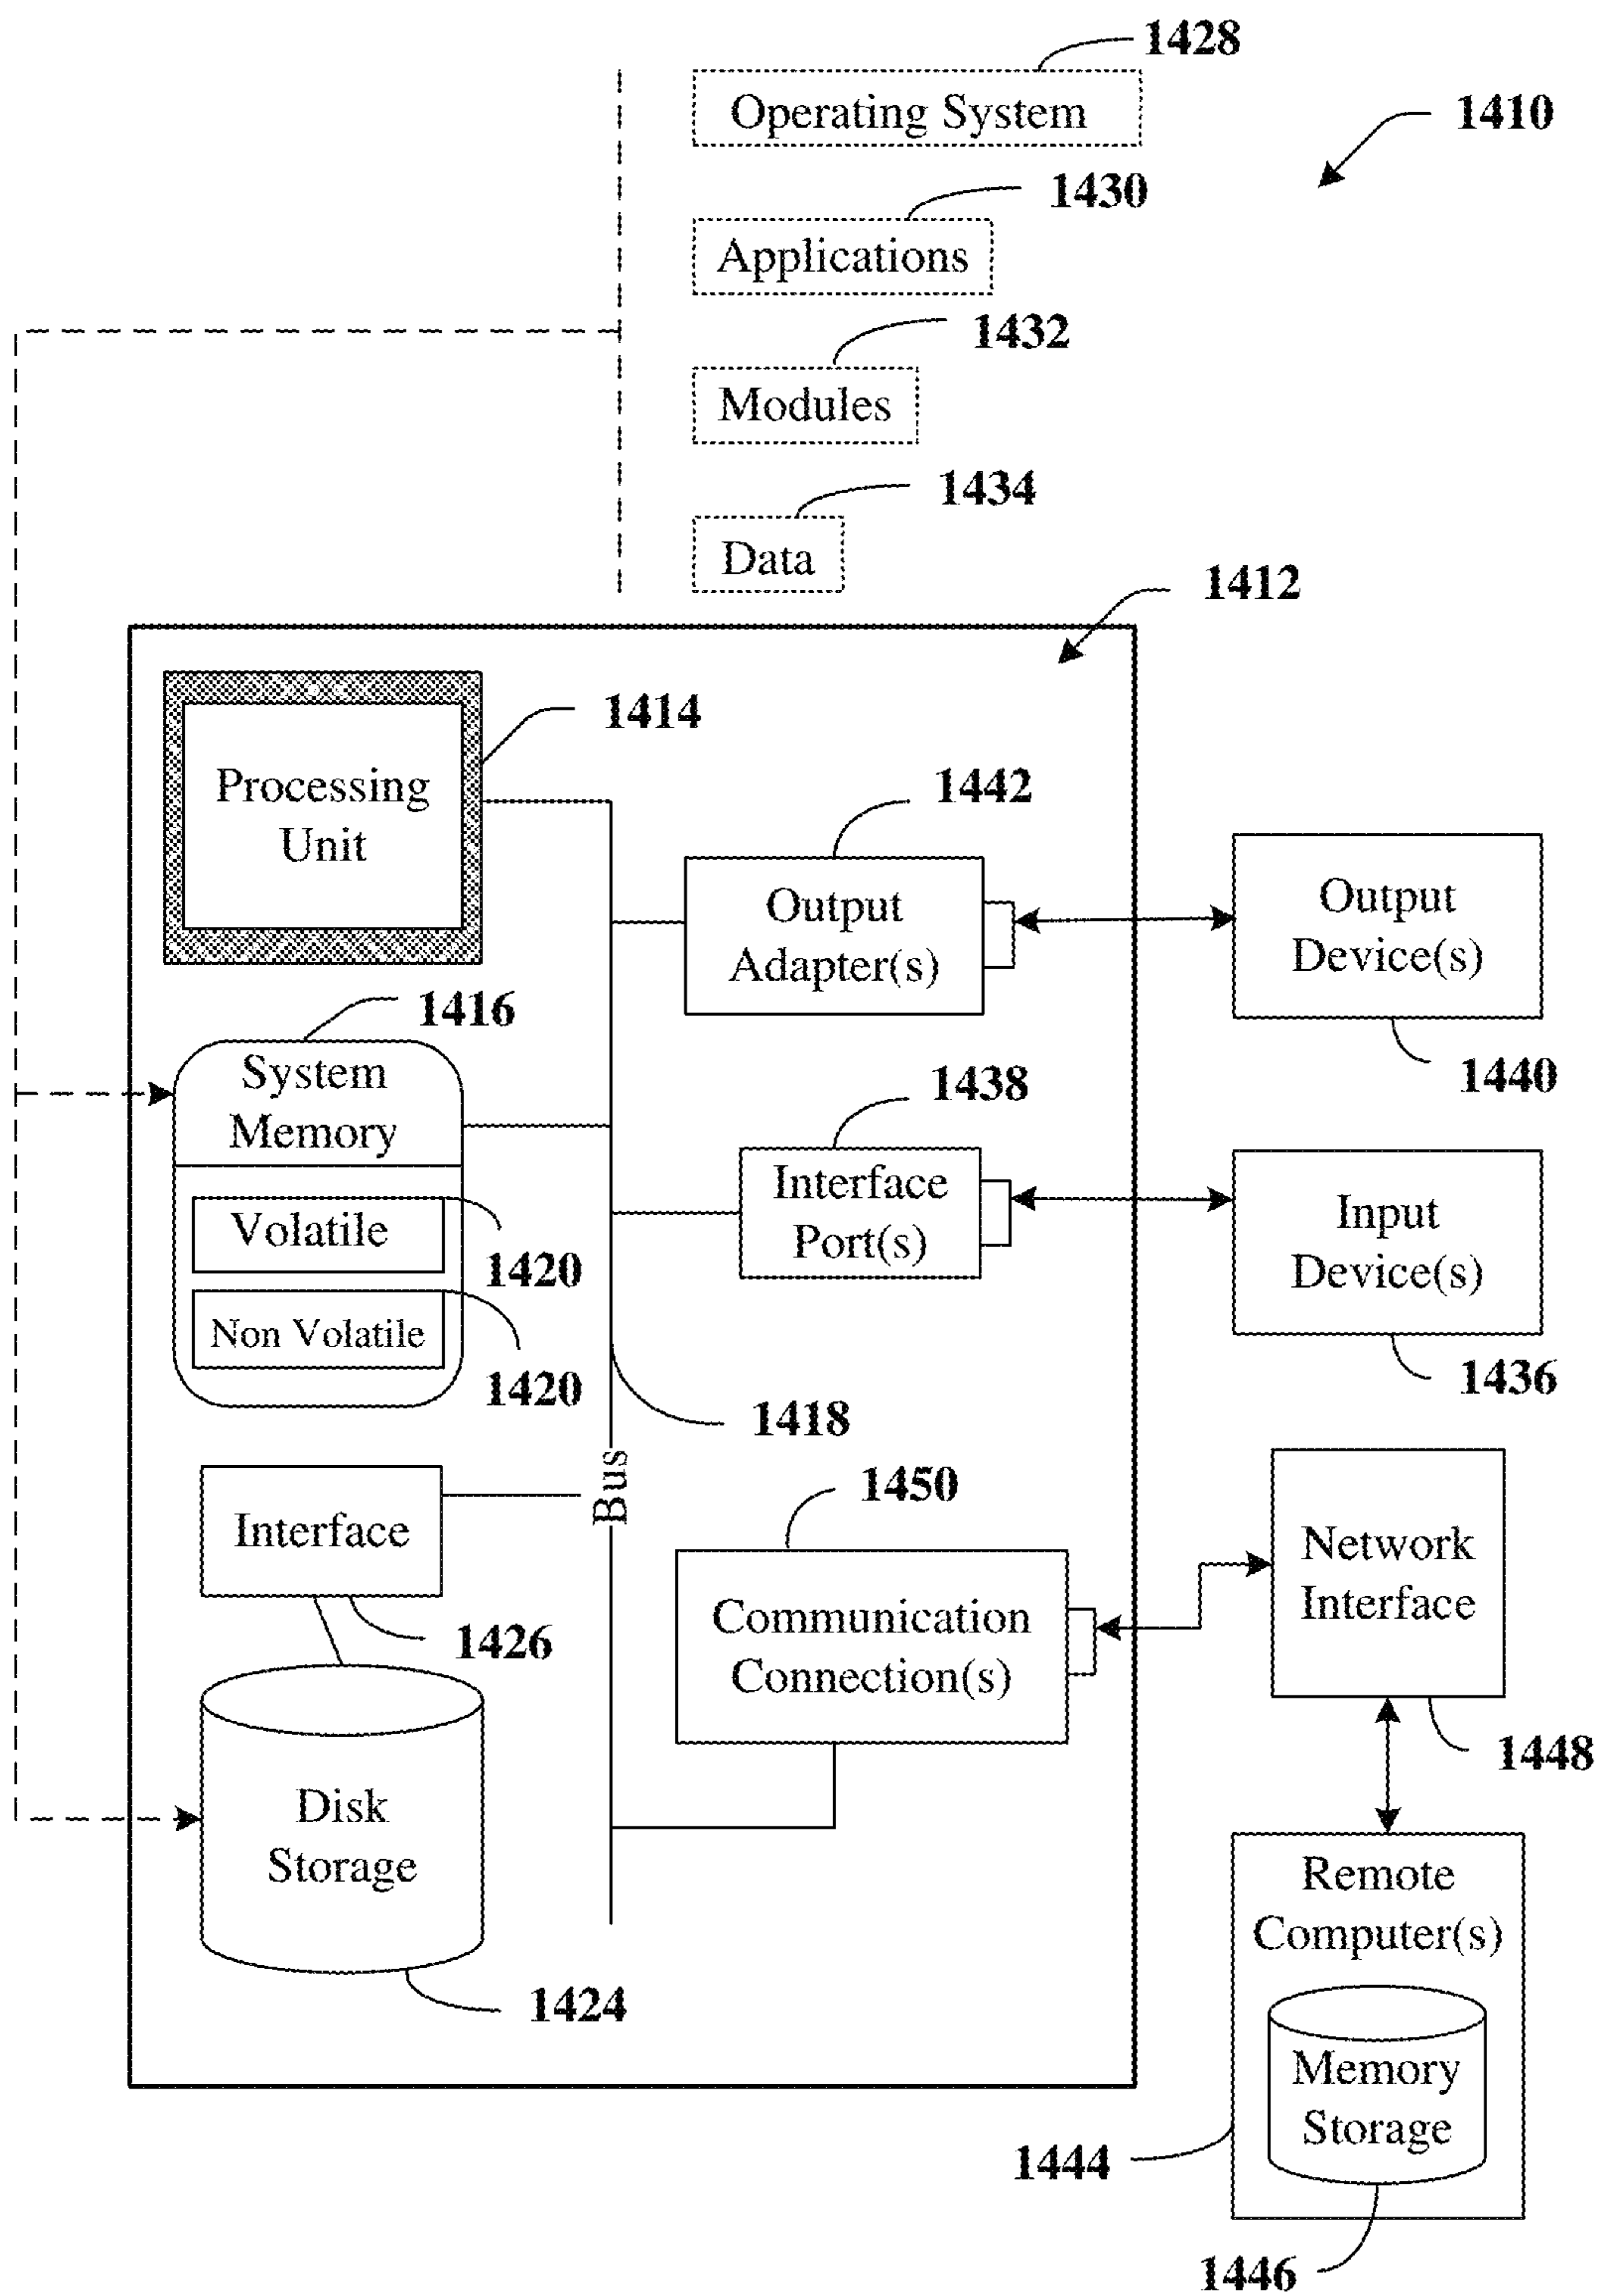 1428
Operating System
1410
1430
Applications
1432
Modules
1434
Data
1412
1414
Processing
Unit
1442
Output
Adapter(s)
Output
Device(s)
1440
1416
System
Memory
1438
Interface
Port(s)
Input
Device(s)
1436
Volatile
1420
Non Volatile
1420
1418
Bus
Interface
1426
1450
Communication
Connection(s)
Network
Interface
1448
Disk
Storage
1424
Remote
Computer(s)
Memory
Storage
1444
1446